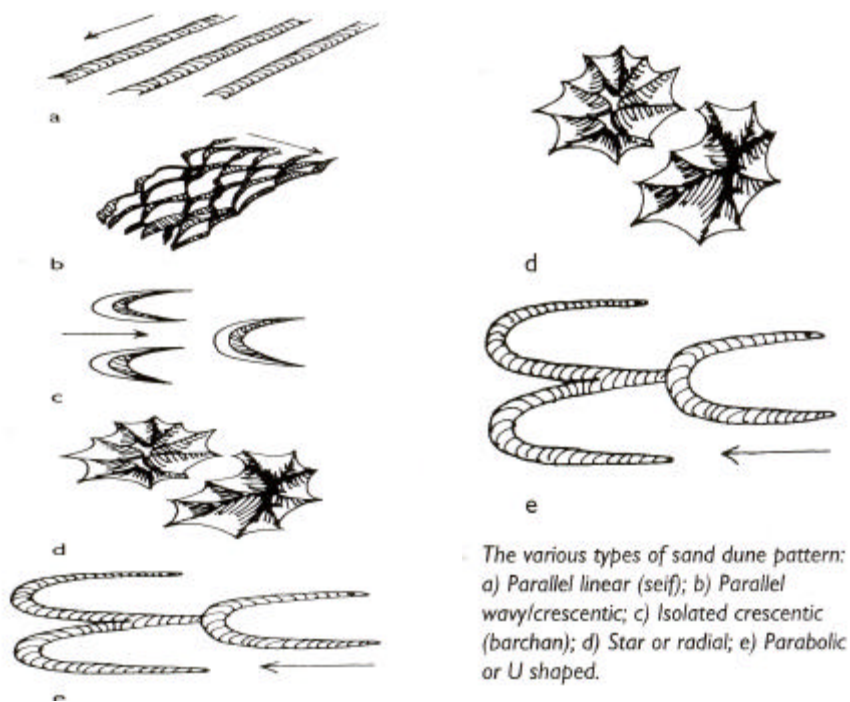 a
b
c
d
e
d
e
The various types of sand dune pattern:
a) Parallel linear (seif); b) Parallel
wavy/crescentic; c) Isolated crescentic
(barchan); d) Star or radial; e) Parabolic
or U shaped.